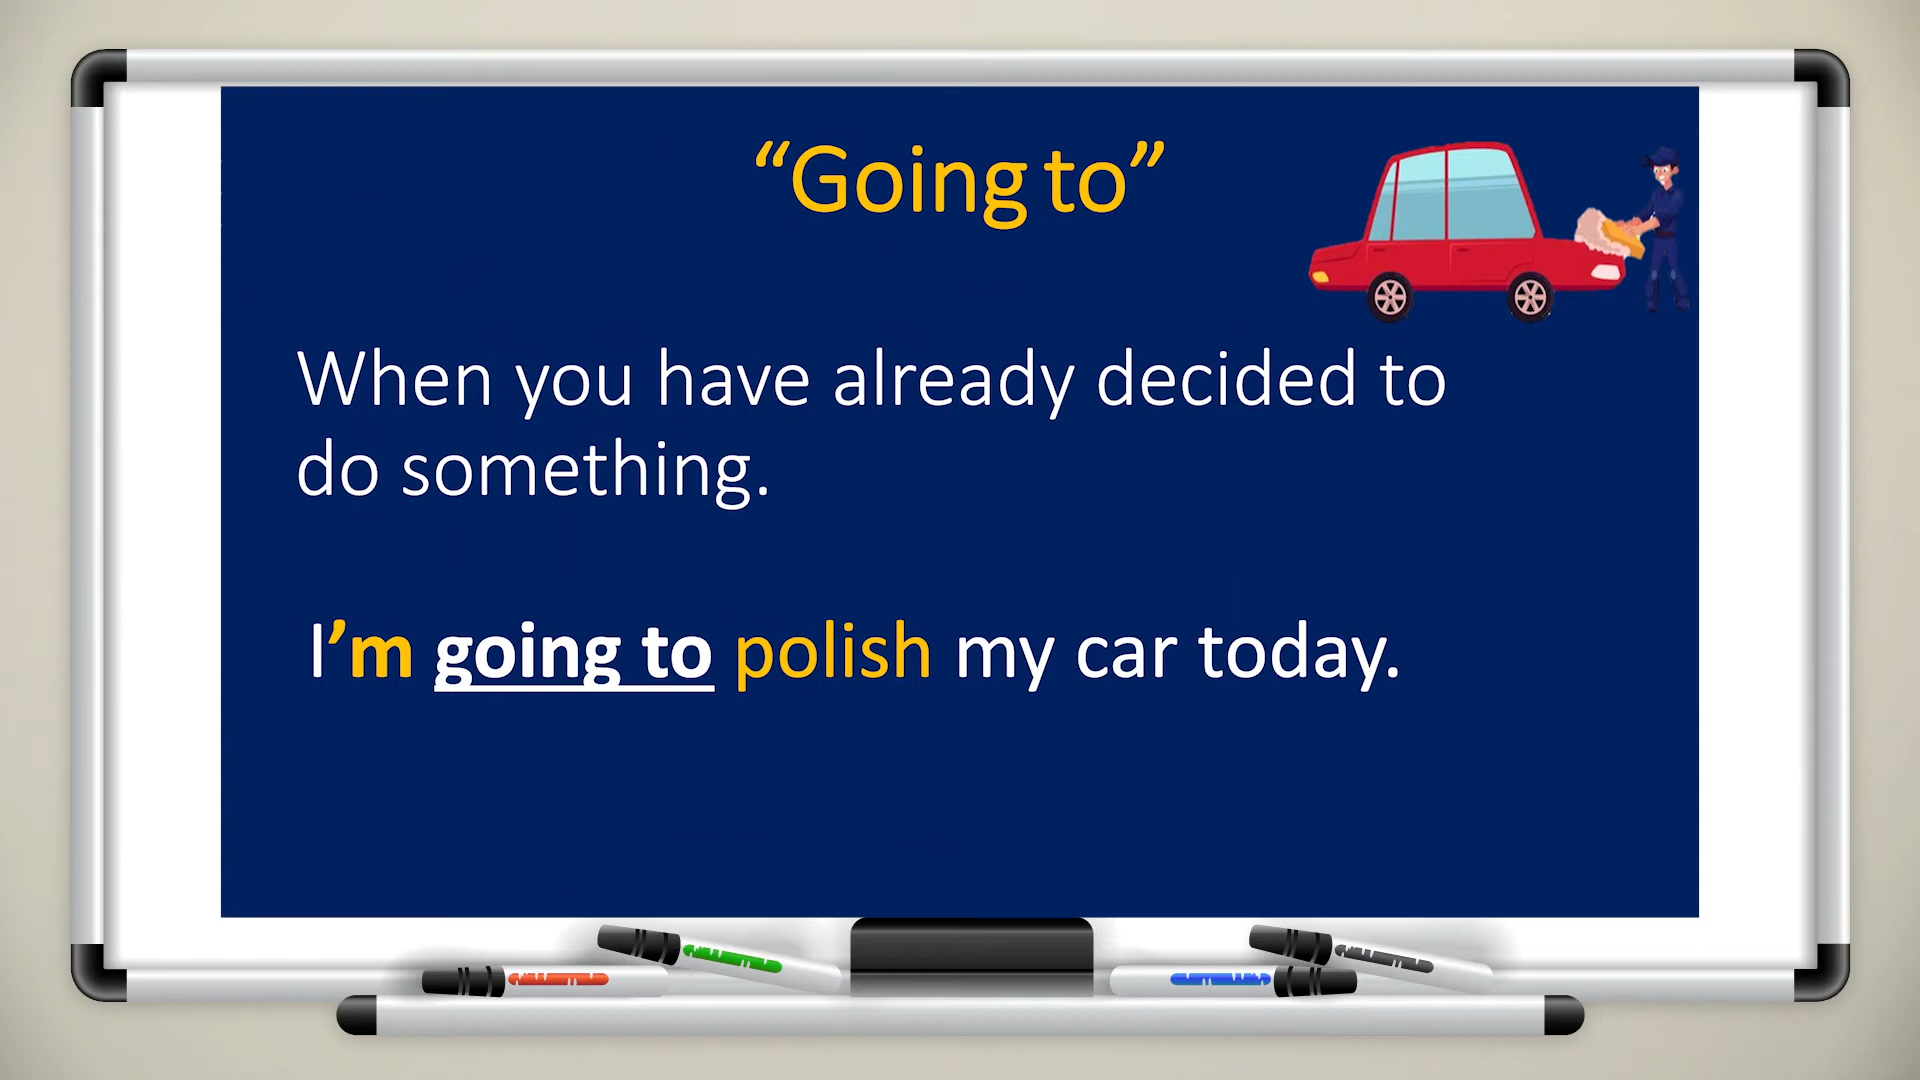 “Going to”
When you have already decided to
do something.
I’m going to polish my car today.